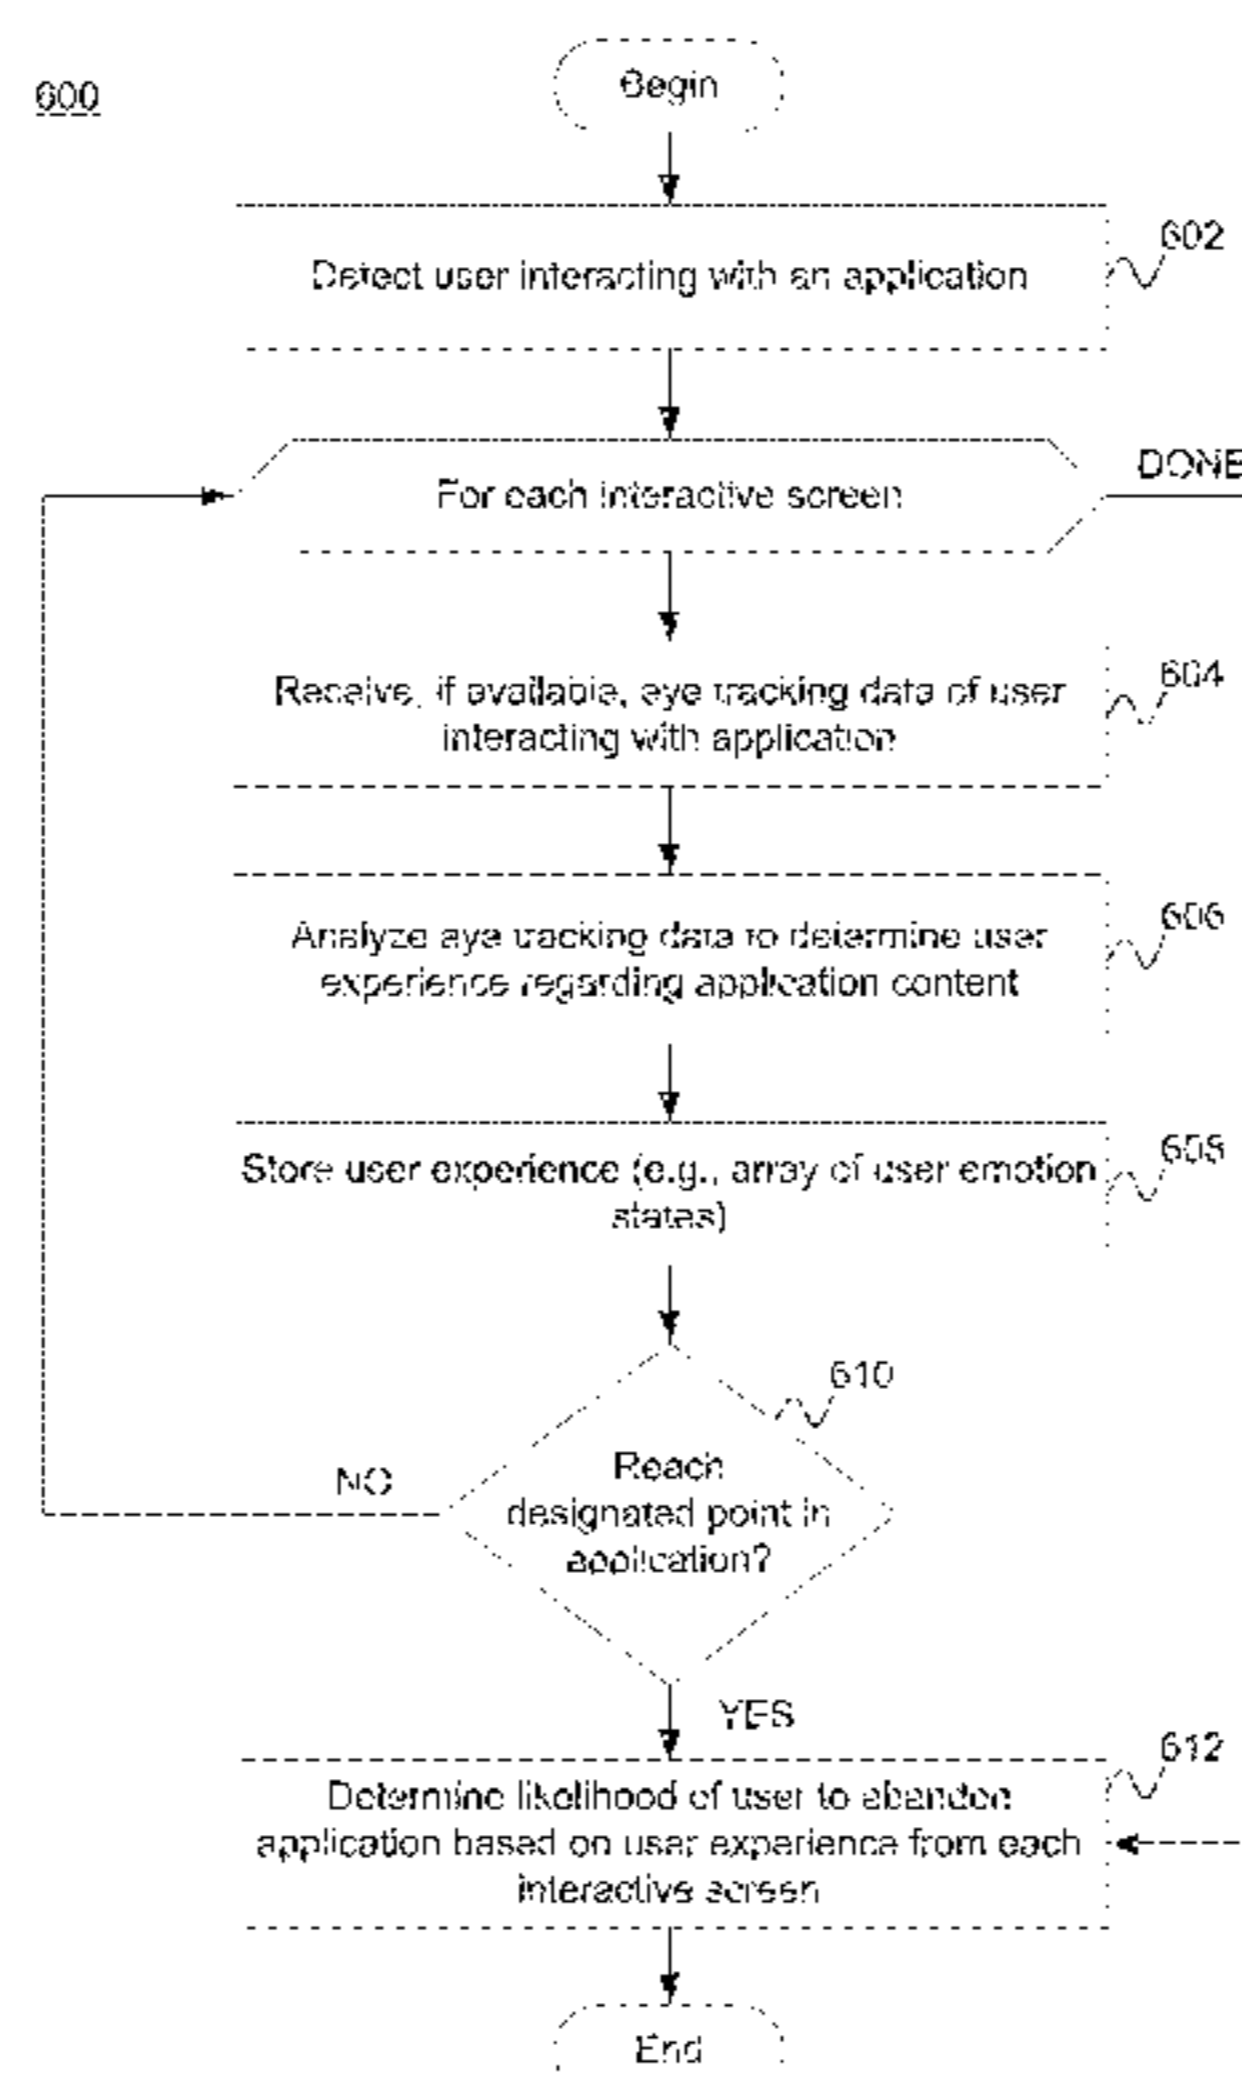 600
Begin
602
Detect user interacting with an application
DONE
For each interactive screen
604
Receive, if available, eye tracking data of user
interacting with application
606
Analyze eye tracking data to determine user
experience regarding application content
608
Store user experience (e.g., array of user emotion
states)
610
Reach
designated point in
application?
NO
YES
612
Determine likelihood of user to abandon
application based on user experience from each
interactive screen
End